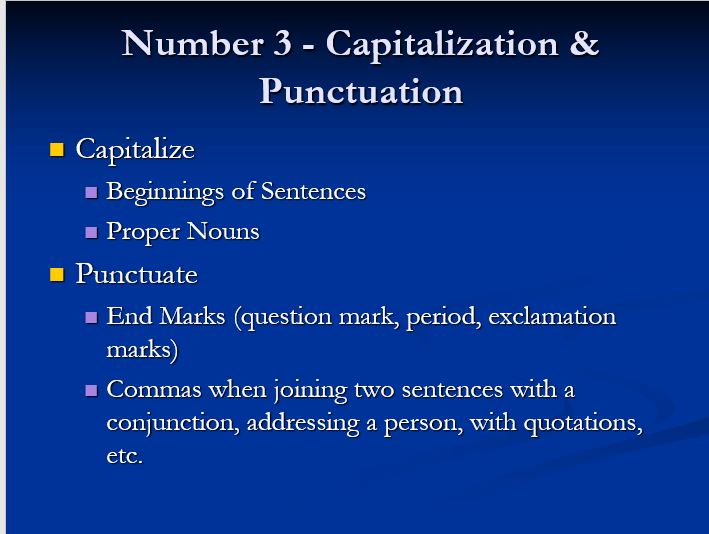 Number 3 - Capitalization &
Punctuation
Capitalize
Beginnings of Sentences
Proper Nouns
Punctuate
End Marks (question mark, period, exclamation
marks)
Commas when joining two sentences with a
conjunction, addressing a person, with quotations,
etc.